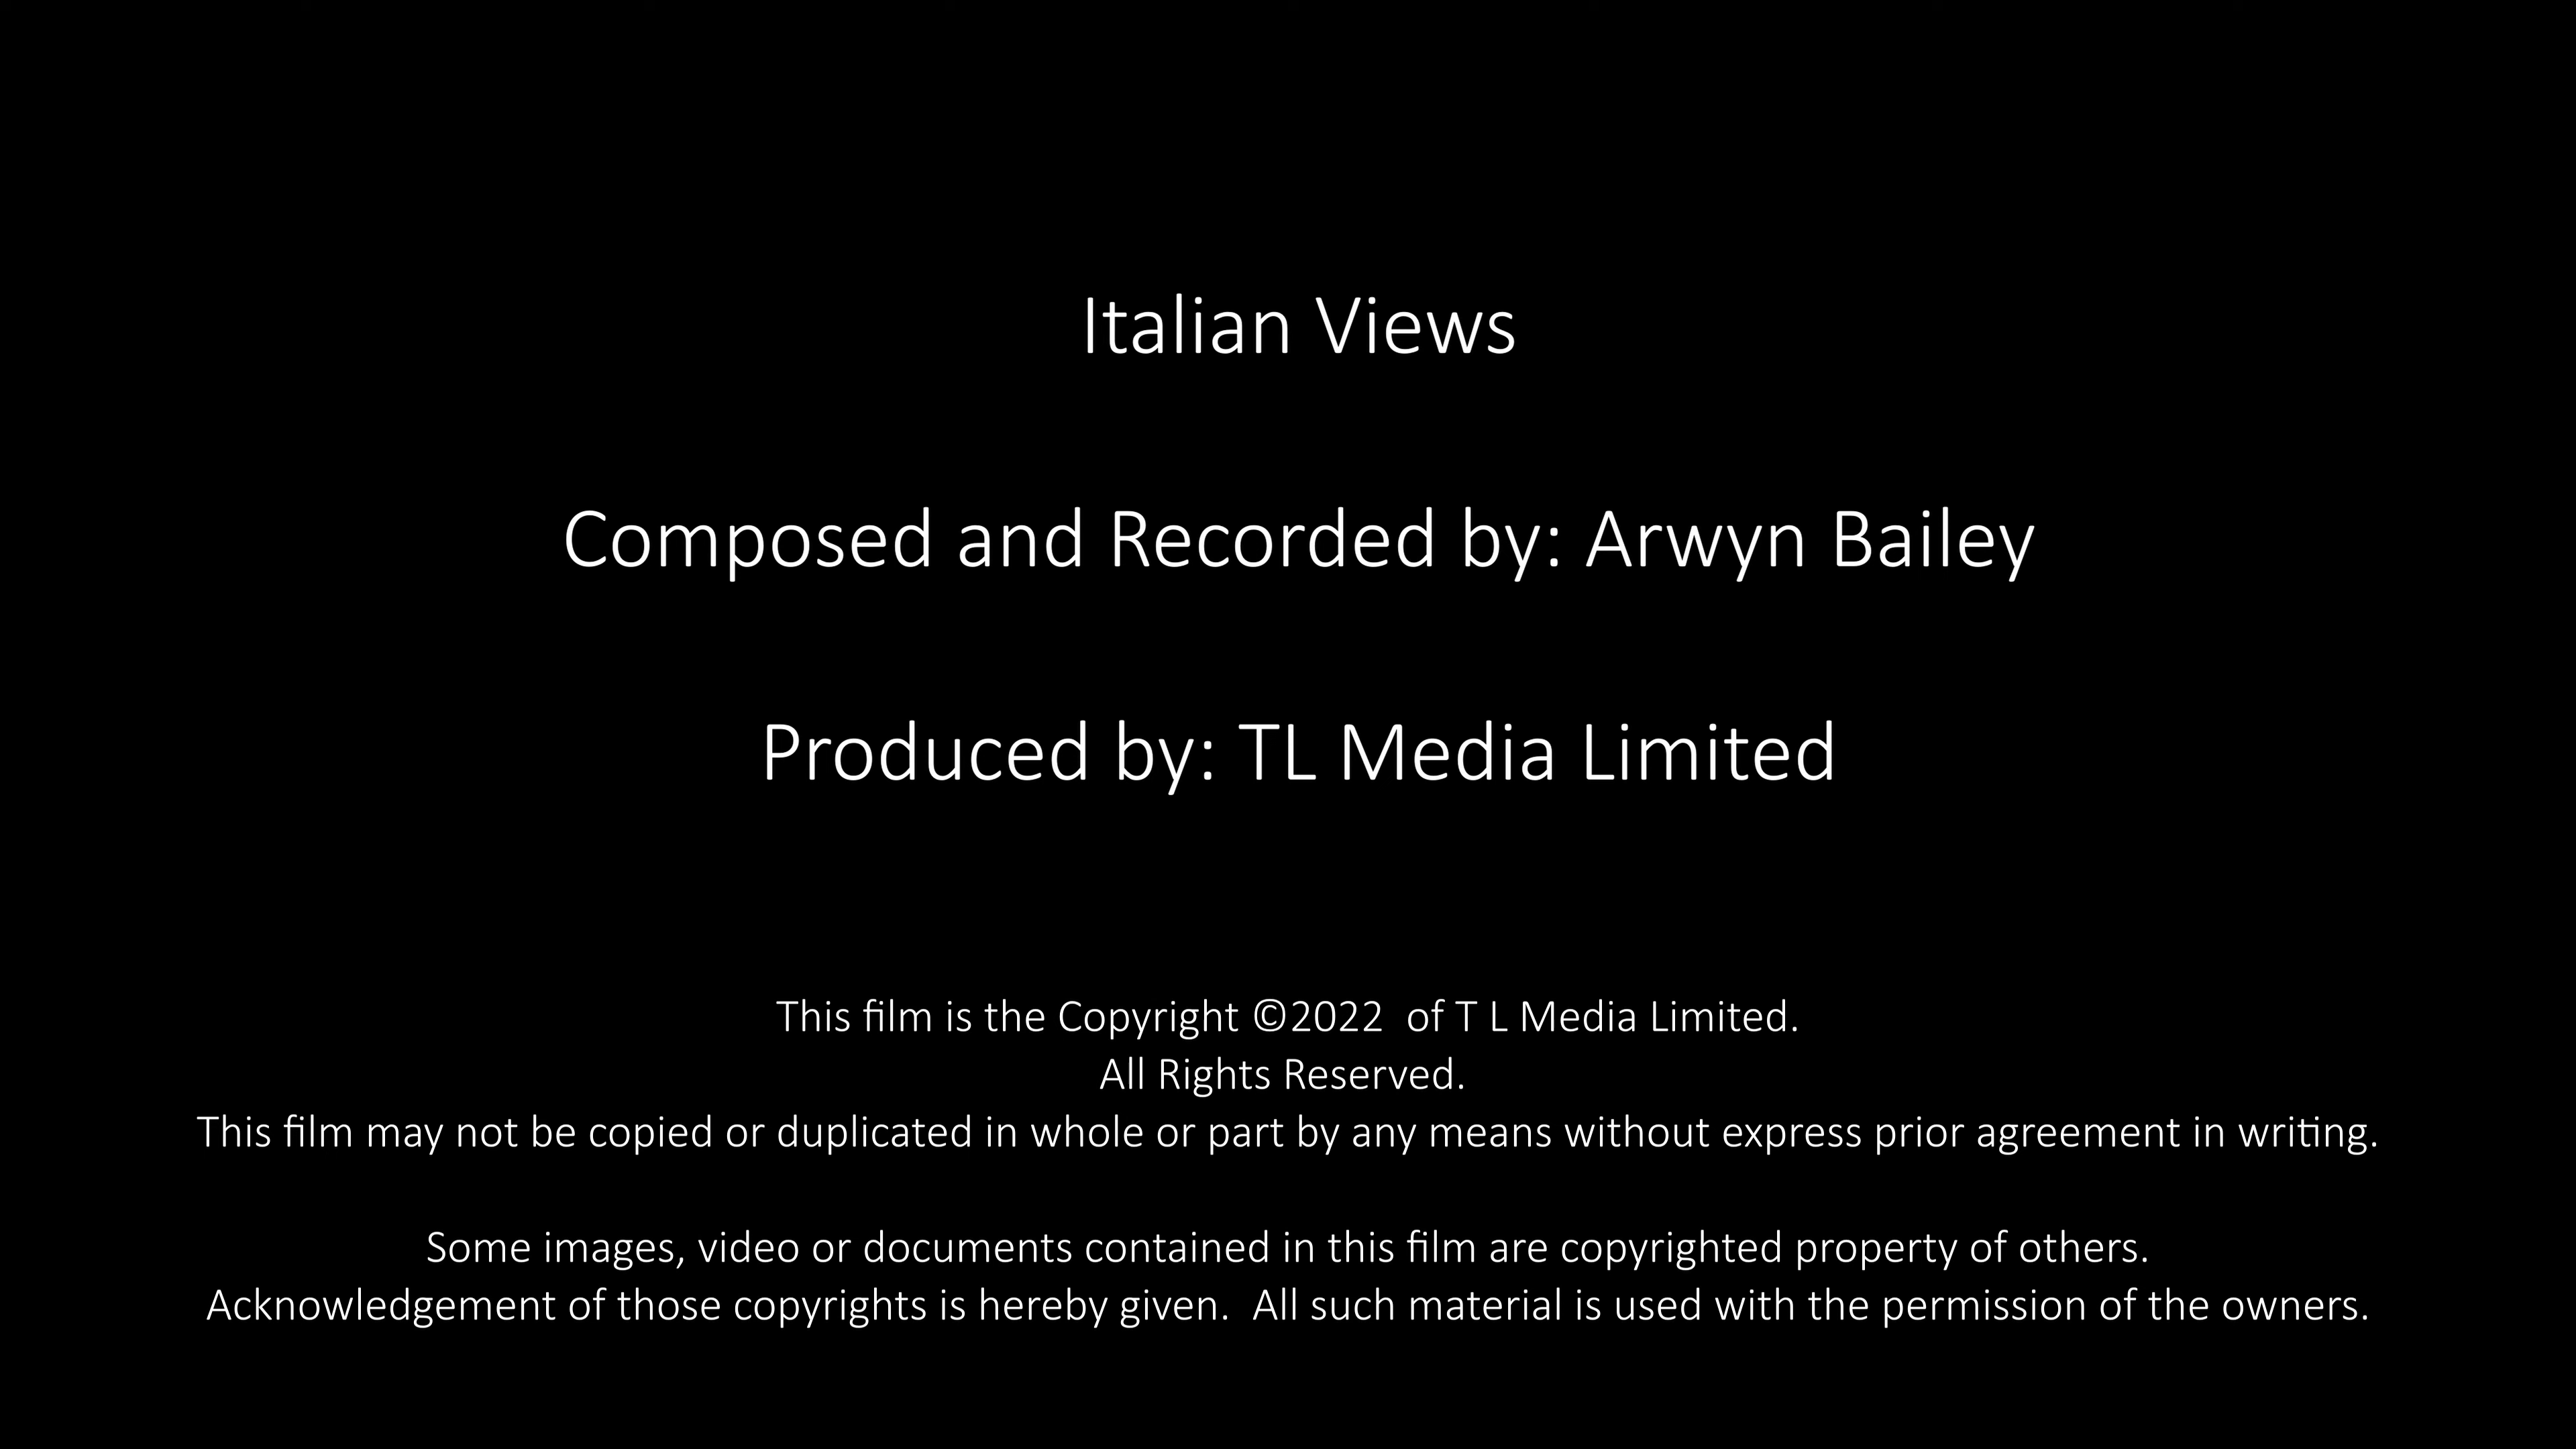 Italian Views
Composed and Recorded by: Arwyn Bailey
Produced by: TL Media Limited
This film is the Copyright ©2022  of T L Media Limited.
All Rights Reserved.
This film may not be copied or duplicated in whole or part by any means without express prior agreement in writing.
Some images, video or documents contained in this film are copyrighted property of others.
Acknowledgement of those copyrights is hereby given.  All such material is used with the permission of the owners.